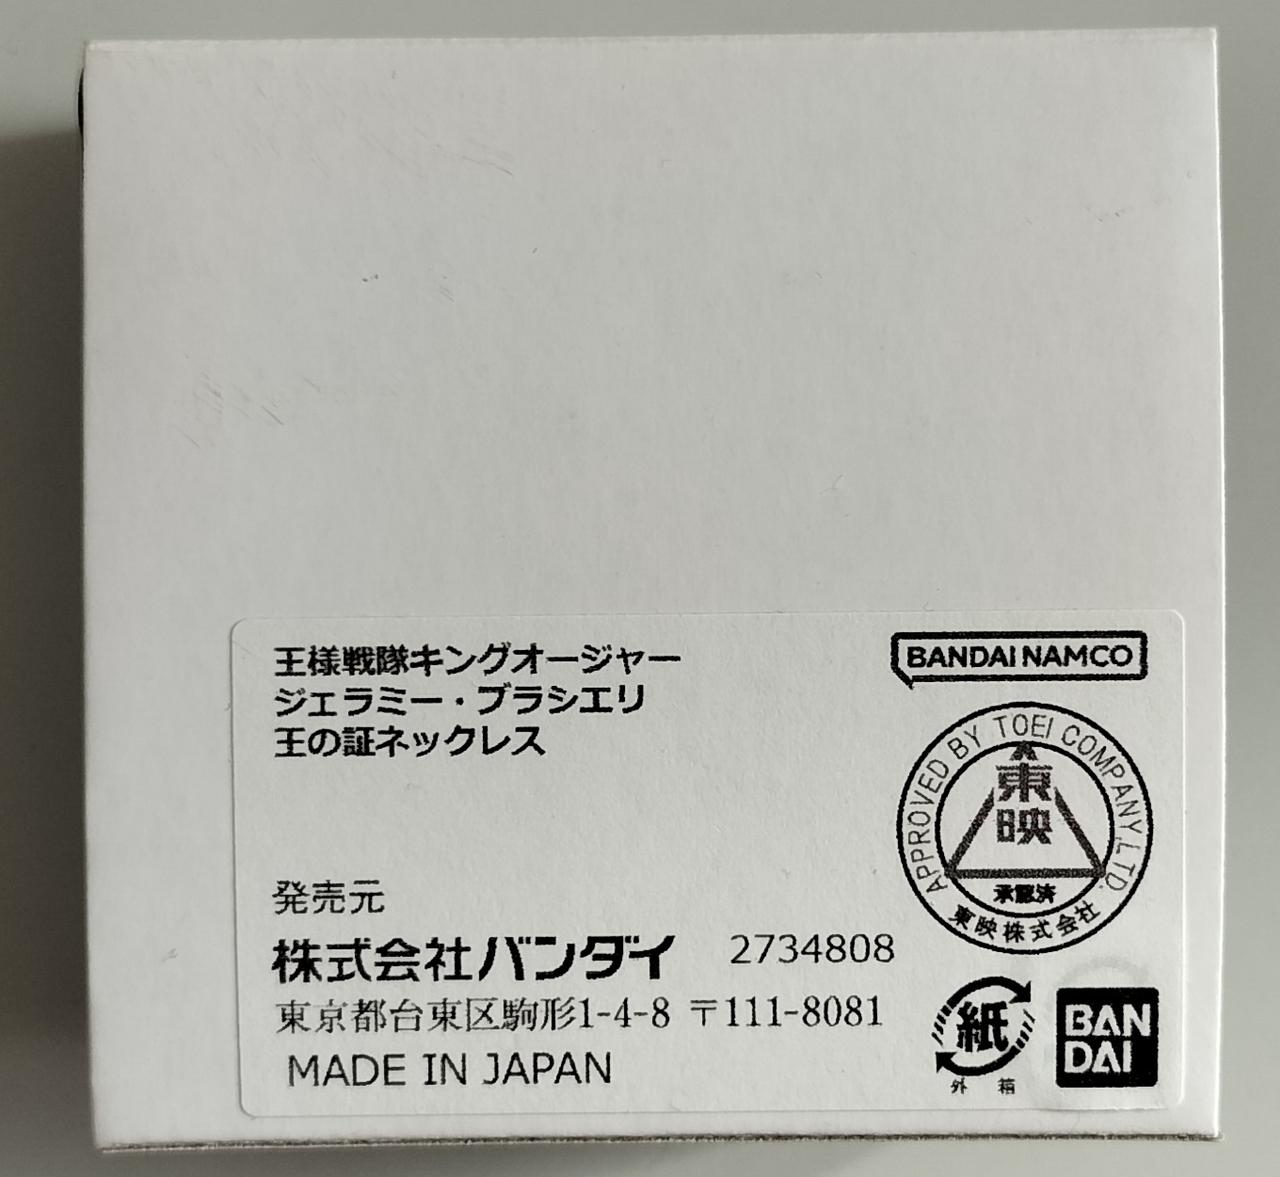 王様戦隊キングオージャー
ジェラミー・ブラシエリ
王の証ネックレス
BANDAI NAMCO
APPROVED BY TOEI COMPANY,LTD.
東映
承認済
東映株式会社
発売元
株式会社バンダイ 2734808
東京都台東区駒形1-4-8 〒111-8081
MADE IN JAPAN
紙
外箱
BAN
DAI